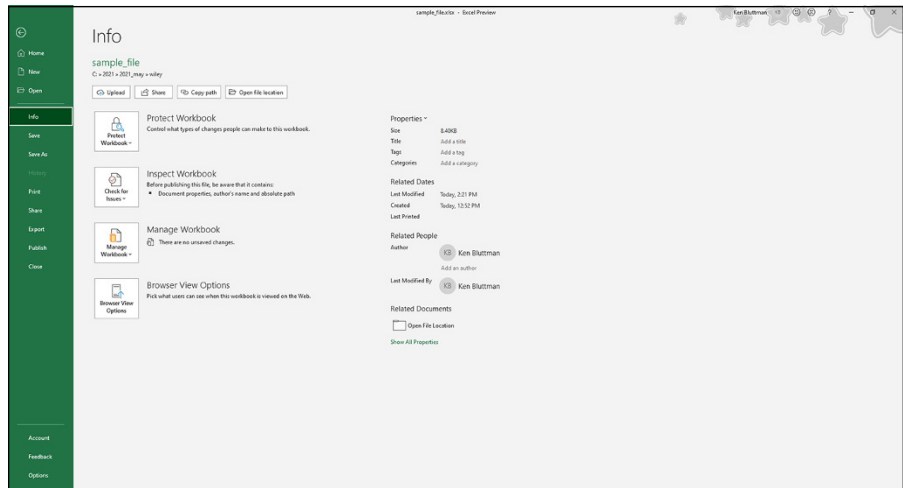 sample_file.xlsx - Excel Preview
Ken Bluttman
?
Info
Home
New
Open
Info
Save
Save As
History
Print
Share
Export
Publish
Close
Account
Feedback
Options
sample_file
C: » 2021 » 2021_may » wiley
Upload
Share
Copy path
Open file location
Protect
Workbook
Protect Workbook
Control what types of changes people can make to this workbook.
Check for
Issues
Inspect Workbook
Before publishing this file, be aware that it contains:
Document properties, author's name and absolute path
Manage
Workbook
Manage Workbook
There are no unsaved changes.
Browser View
Options
Browser View Options
Pick what users can see when this workbook is viewed on the Web.
Properties
Size 8.40KB
Title Add a title
Tags Add a tag
Categories Add a category
Related Dates
Last Modified Today, 2:21 PM
Created Today, 12:52 PM
Last Printed
Related People
Author KB Ken Bluttman
Add an author
Last Modified By KB Ken Bluttman
Related Documents
Open File Location
Show All Properties